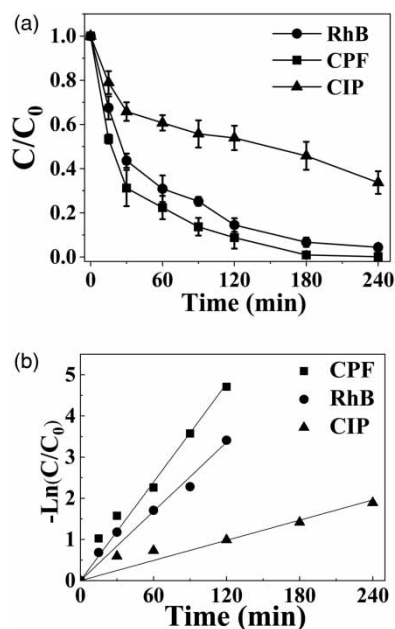 (a)
1.0
0.8
0.6
0.4
0.2
0.0
C/C₀
RhB
CPF
CIP
0 60 120 180 240
Time (min)
(b)
5
4
3
2
1
0
-Ln(C/C₀)
CPF
RhB
CIP
0 60 120 180 240
Time (min)